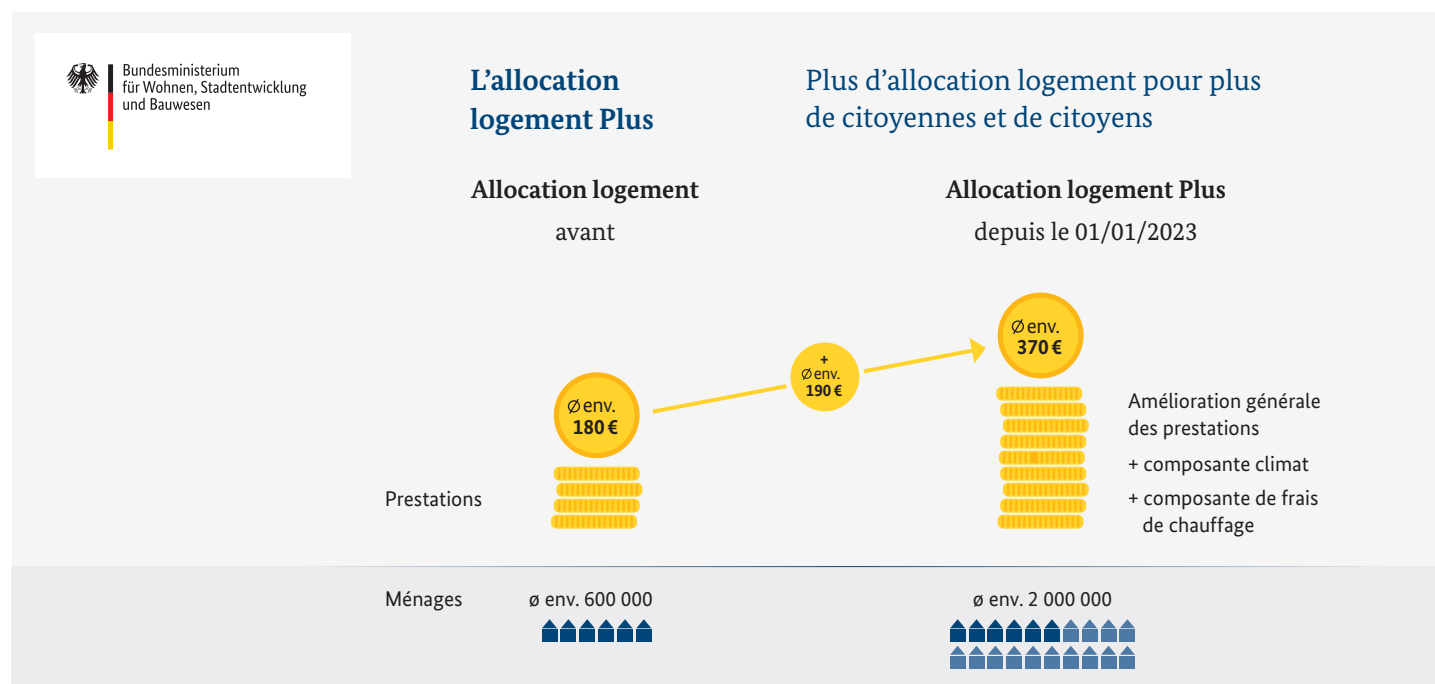 Bundesministerium
für Wohnen, Stadtentwicklung
und Bauwesen
L’allocation
logement Plus
Plus d’allocation logement pour plus
de citoyennes et de citoyens
Allocation logement
avant
Allocation logement Plus
depuis le 01/01/2023
Ø env.
180 €
+
Ø env.
190 €
Ø env.
370 €
Prestations
Amélioration générale
des prestations
+ composante climat
+ composante de frais
de chauffage
Ménages
ø env. 600 000
ø env. 2 000 000